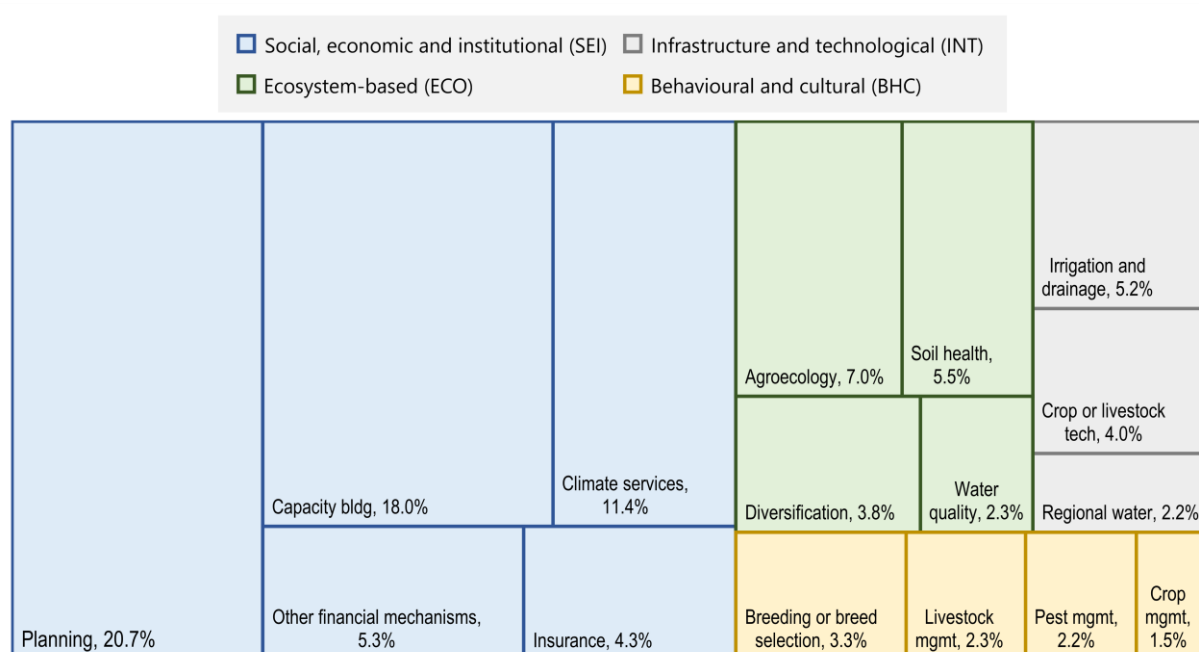 Social, economic and institutional (SEI)
Infrastructure and technological (INT)
Ecosystem-based (ECO)
Behavioural and cultural (BHC)
Planning, 20.7%
Capacity bldg, 18.0%
Climate services,
11.4%
Other financial mechanisms,
5.3%
Insurance, 4.3%
Agroecology, 7.0%
Soil health,
5.5%
Diversification, 3.8%
Water
quality, 2.3%
Irrigation and
drainage, 5.2%
Crop or livestock
tech, 4.0%
Regional water, 2.2%
Breeding or breed
selection, 3.3%
Livestock
mgmt, 2.3%
Pest mgmt,
2.2%
Crop
mgmt,
1.5%